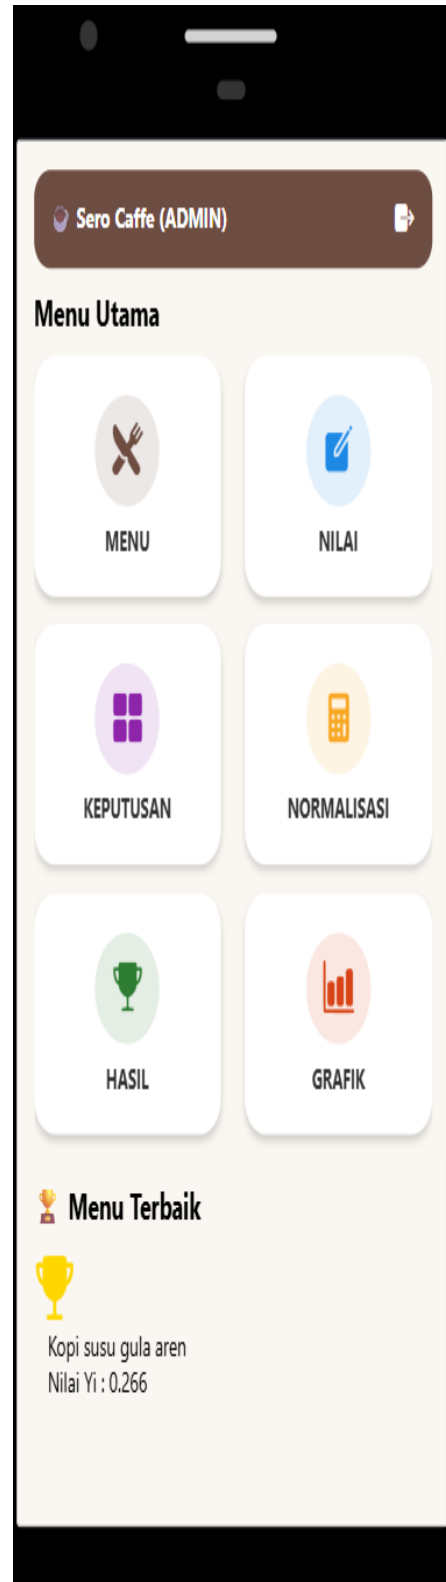 Sero Caffe (ADMIN)
Menu Utama
MENU
NILAI
KEPUTUSAN
NORMALISASI
HASIL
GRAFIK
Menu Terbaik
Kopi susu gula aren
Nilai Yi : 0.266